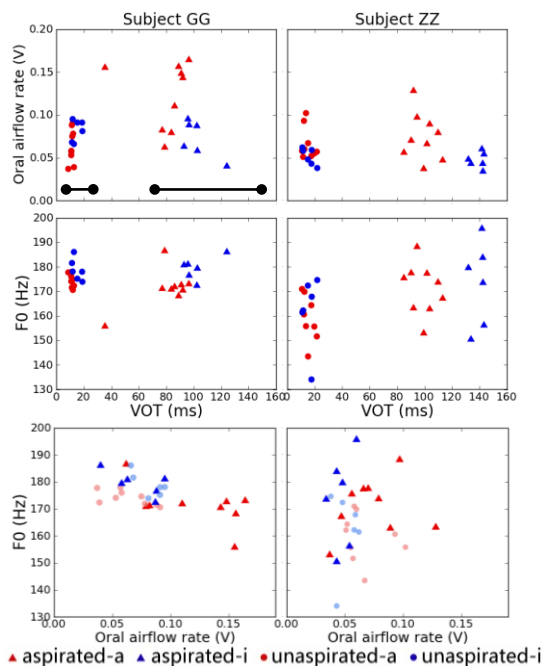 Subject GG Subject ZZ
Oral airflow rate (V)
0.20
0.15
0.10
0.05
0.00
F0 (Hz)
200
190
180
170
160
150
140
130
0 20 40 60 80 100 120 140 160 0 20 40 60 80 100 120 140 160
VOT (ms) VOT (ms)
F0 (Hz)
200
190
180
170
160
150
140
130
0.00 0.05 0.10 0.15 0.00 0.05 0.10 0.15
Oral airflow rate (V) Oral airflow rate (V)
aspirated-a aspirated-i unaspirated-a unaspirated-i